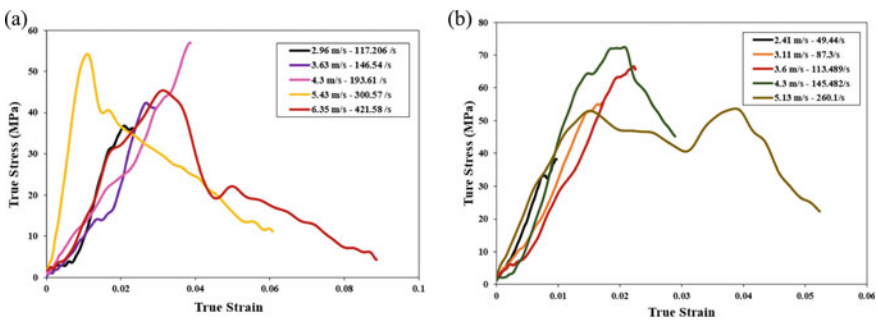 (a)
True Stress (MPa)
60
50
40
30
20
10
0
0
0.02
0.04
0.06
0.08
0.1
True Strain
2.96 m/s - 117.206 /s
3.63 m/s - 146.54 /s
4.3 m/s - 193.61 /s
5.43 m/s - 300.57 /s
6.35 m/s - 421.58 /s
(b)
Ture Stress (MPa)
80
70
60
50
40
30
20
10
0
0
0.01
0.02
0.03
0.04
0.05
0.06
True Strain
2.41 m/s - 49.44/s
3.11 m/s - 87.3/s
3.6 m/s - 113.489/s
4.3 m/s - 145.482/s
5.13 m/s - 260.1/s